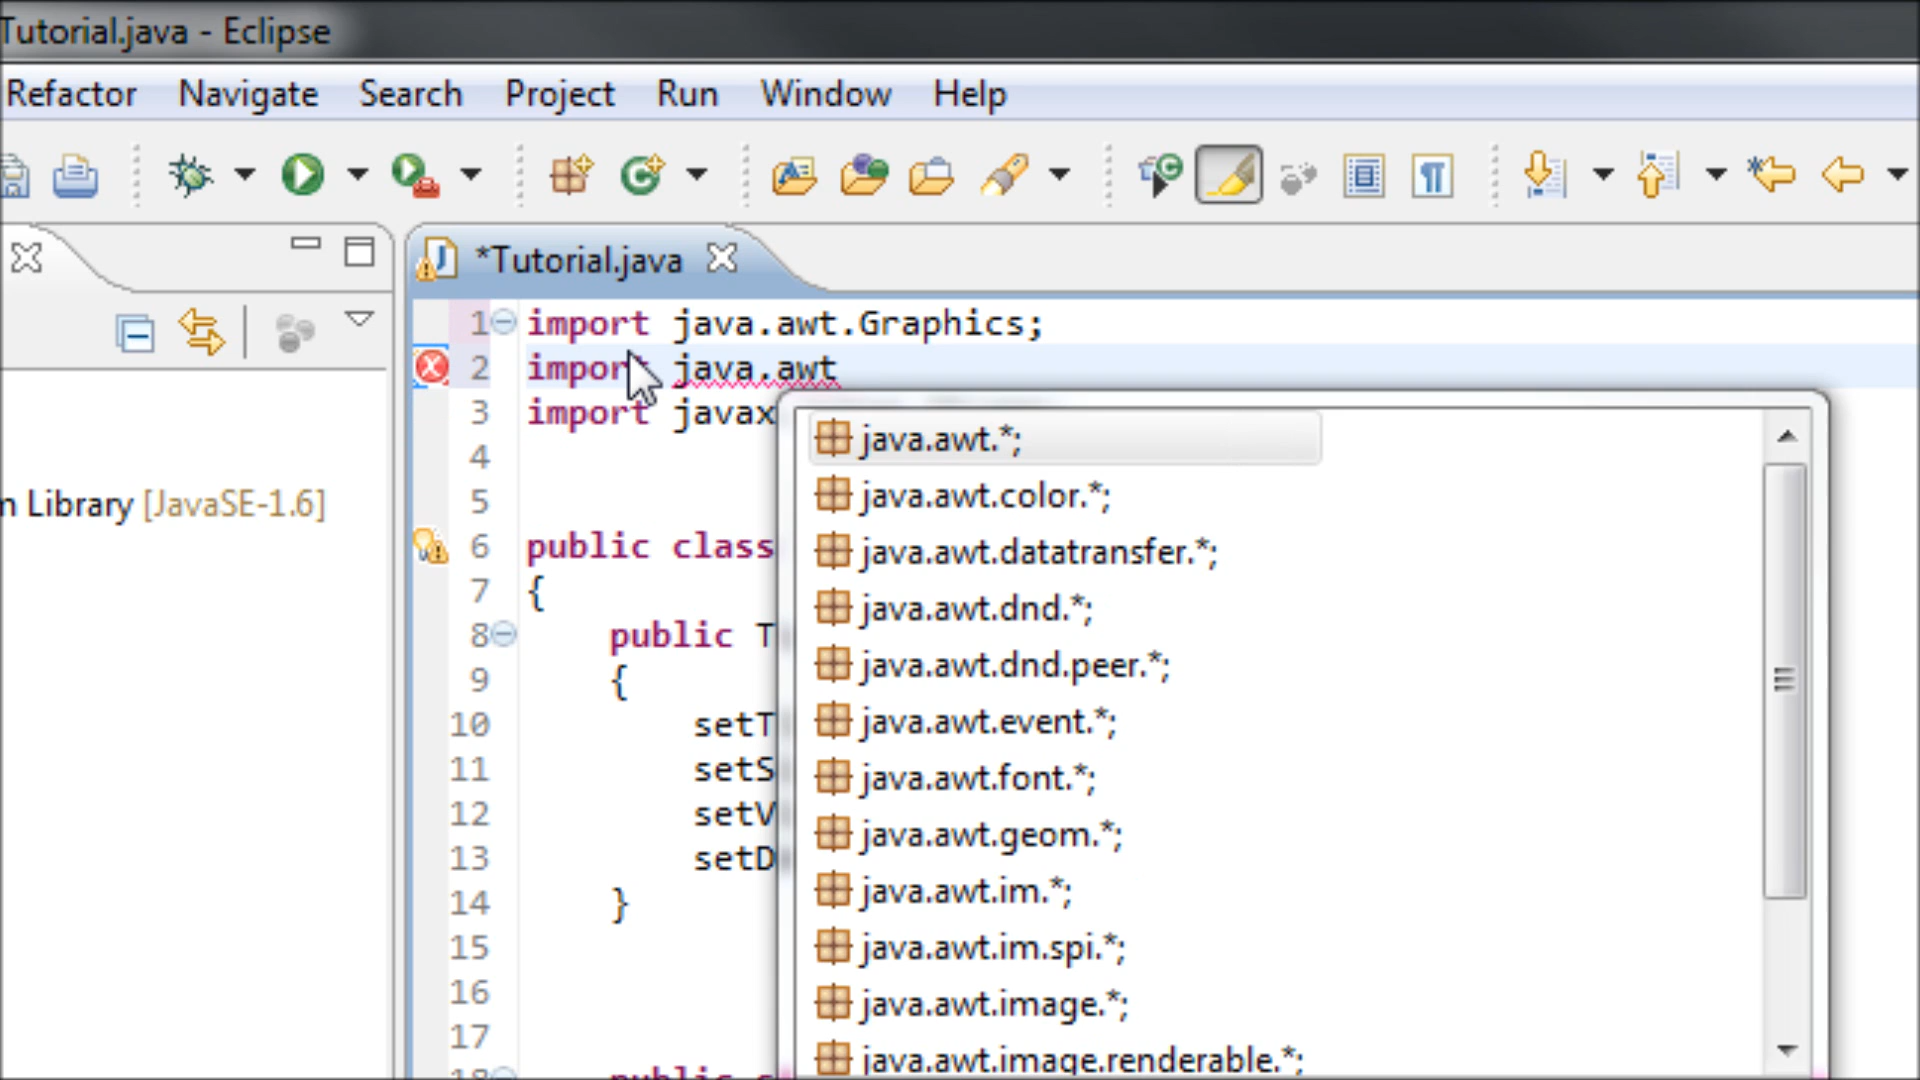 Tutorial.java - Eclipse
Refactor Navigate Search Project Run Window Help
*Tutorial.java
Library [JavaSE-1.6]
1 import java.awt.Graphics;
2 import java.awt
3 import javax
4
5
6 public class
7 {
8 public T
9 {
10 setT
11 setS
12 setV
13 setD
14 }
15
16
17
18 public
java.awt.*;
java.awt.color.*;
java.awt.datatransfer.*;
java.awt.dnd.*;
java.awt.dnd.peer.*;
java.awt.event.*;
java.awt.font.*;
java.awt.geom.*;
java.awt.im.*;
java.awt.im.spi.*;
java.awt.image.*;
java.awt.image.renderable.*;